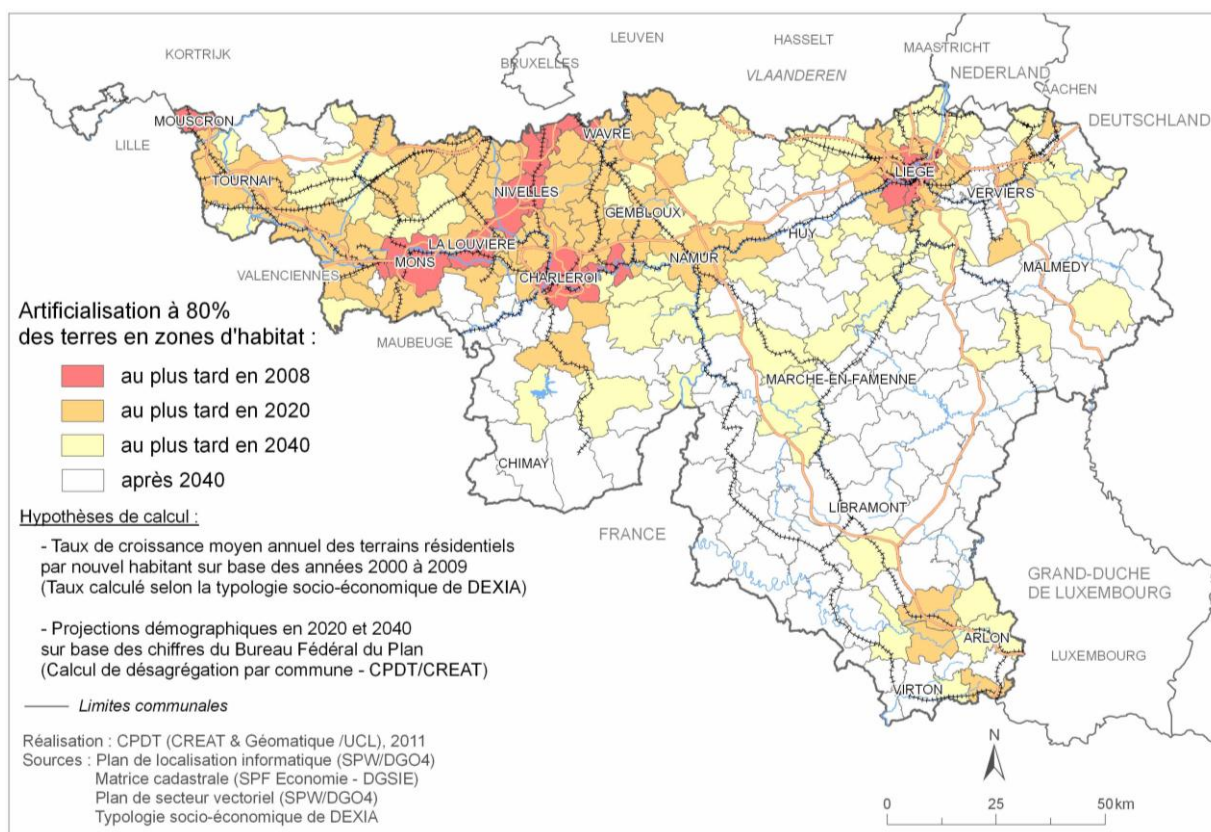 KORTRIJK
LEUVEN
HASSELT
MAASTRICHT
BRUXELLES
VLAANDEREN
NEDERLAND
AACHEN
DEUTSCHLAND
MOUSCRON
LILLE
WAVRE
TOURNAI
LIEGE
NIVELLES
VERVIERS
GEMBLOUX
HUY
LA LOUVIERE
NAMUR
MONS
CHARLEROI
MALMEDY
VALENCIENNES
MAUBEUGE
MARCHE-EN-FAMENNE
CHIMAY
LIBRAMONT
FRANCE
GRAND-DUCHE
DE LUXEMBOURG
ARLON
LUXEMBOURG
VIRTON
Artificialisation à 80%
des terres en zones d'habitat :
au plus tard en 2008
au plus tard en 2020
au plus tard en 2040
après 2040
Hypothèses de calcul :
- Taux de croissance moyen annuel des terrains résidentiels
par nouvel habitant sur base des années 2000 à 2009
(Taux calculé selon la typologie socio-économique de DEXIA)
- Projections démographiques en 2020 et 2040
sur base des chiffres du Bureau Fédéral du Plan
(Calcul de désagrégation par commune - CPDT/CREAT)
Limites communales
Réalisation : CPDT (CREAT & Géomatique /UCL), 2011
Sources : Plan de localisation informatique (SPW/DGO4)
Matrice cadastrale (SPF Economie - DGSIE)
Plan de secteur vectoriel (SPW/DGO4)
Typologie socio-économique de DEXIA
N
0 25 50 km